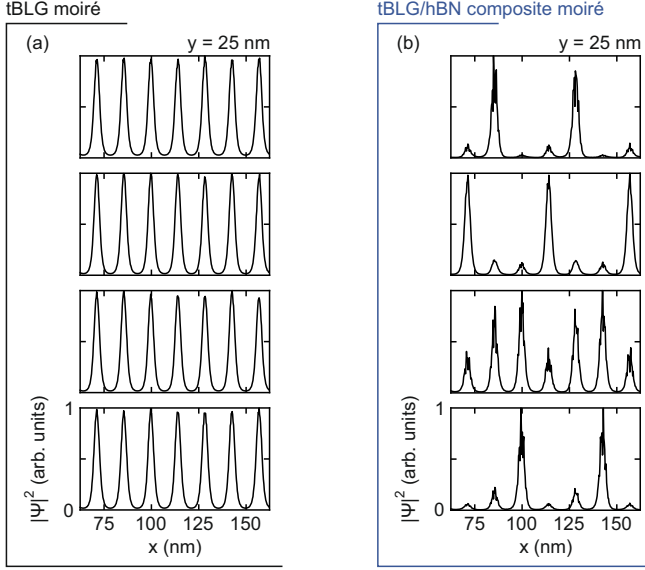 tBLG moiré
tBLG/hBN composite moiré
(a)
y = 25 nm
(b)
y = 25 nm
|Ψ|² (arb. units)
1
0
75
100
125
150
x (nm)
|Ψ|² (arb. units)
1
0
75
100
125
150
x (nm)